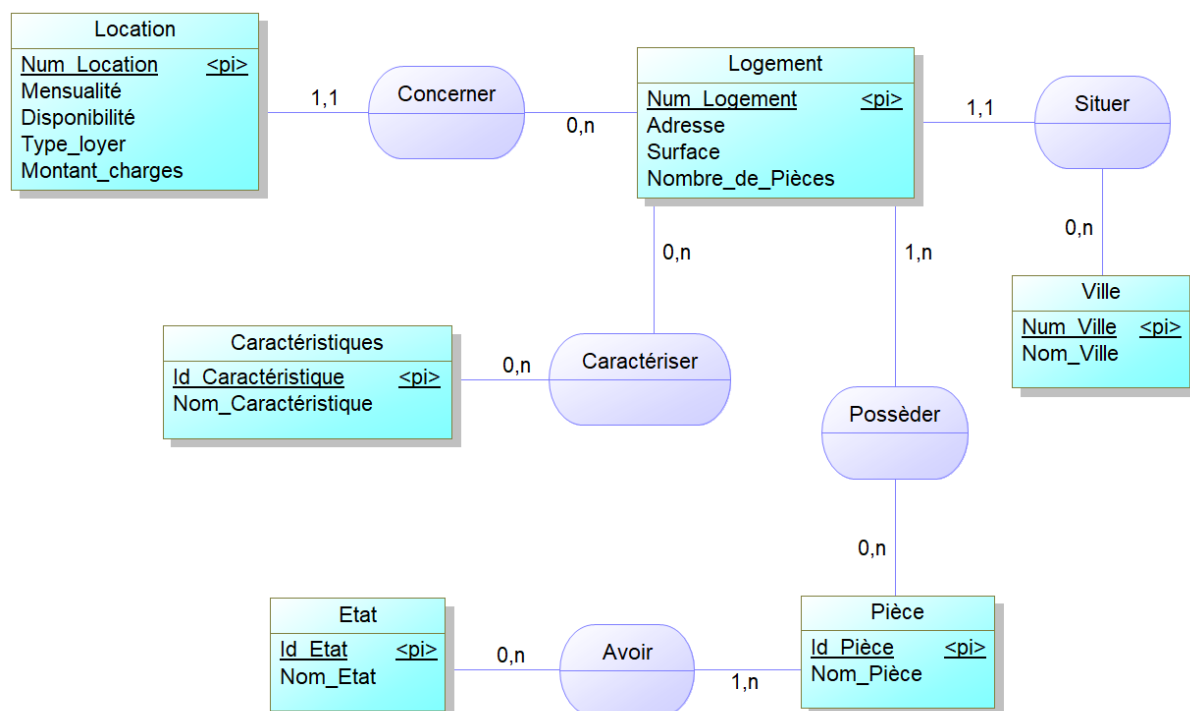 Location
Num_Location <pi>
Mensualité
Disponibilité
Type_loyer
Montant_charges
1,1
Concerner
0,n
Logement
Num_Logement <pi>
Adresse
Surface
Nombre_de_Pièces
1,1
Situer
0,n
Ville
Num_Ville <pi>
Nom_Ville
0,n
1,n
Caractéristiques
Id_Caractéristique <pi>
Nom_Caractéristique
0,n
Caractériser
Possèder
0,n
Etat
Id_Etat <pi>
Nom_Etat
0,n
Avoir
1,n
Pièce
Id_Pièce <pi>
Nom_Pièce